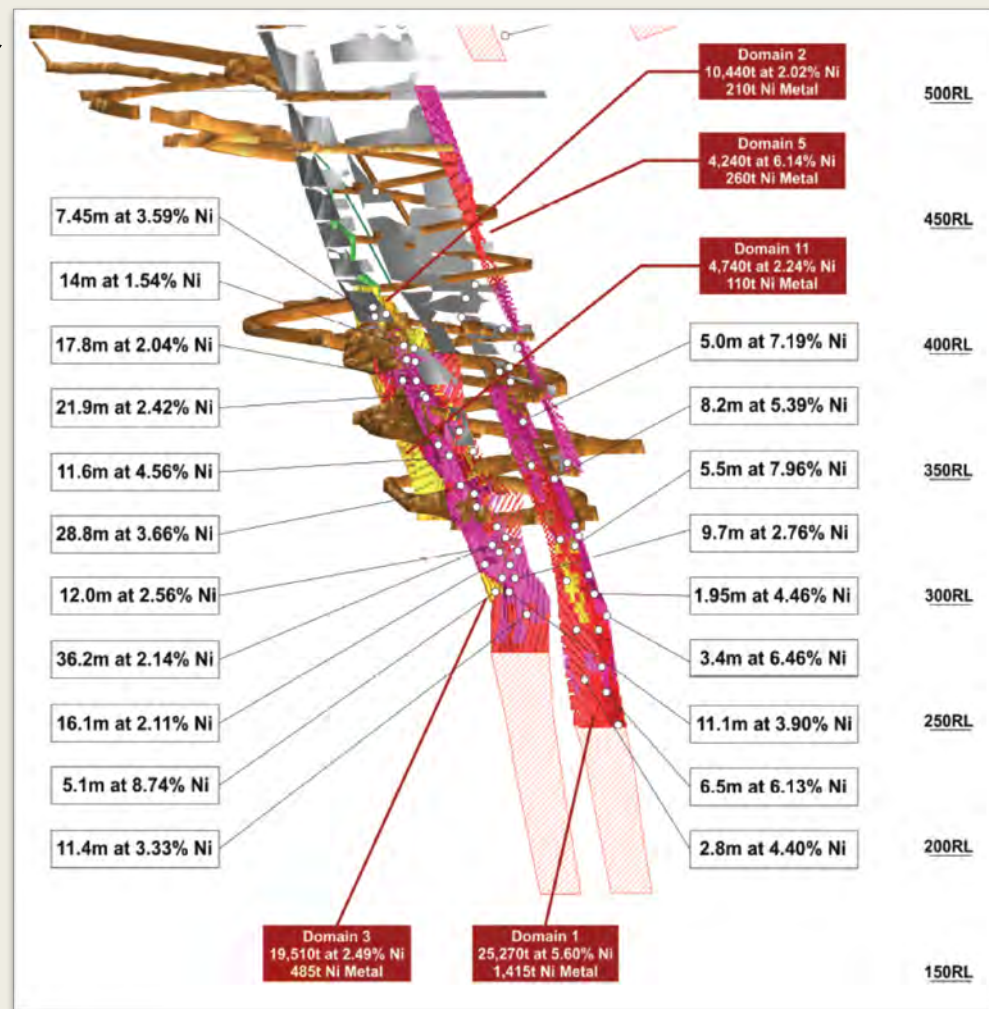 Domain 2
10,440t at 2.02% Ni
210t Ni Metal
500RL
Domain 5
4,240t at 6.14% Ni
260t Ni Metal
7.45m at 3.59% Ni
450RL
14m at 1.54% Ni
Domain 11
4,740t at 2.24% Ni
110t Ni Metal
17.8m at 2.04% Ni
5.0m at 7.19% Ni
400RL
21.9m at 2.42% Ni
8.2m at 5.39% Ni
11.6m at 4.56% Ni
5.5m at 7.96% Ni
350RL
28.8m at 3.66% Ni
9.7m at 2.76% Ni
12.0m at 2.56% Ni
1.95m at 4.46% Ni
300RL
36.2m at 2.14% Ni
3.4m at 6.46% Ni
16.1m at 2.11% Ni
11.1m at 3.90% Ni
250RL
5.1m at 8.74% Ni
6.5m at 6.13% Ni
11.4m at 3.33% Ni
2.8m at 4.40% Ni
200RL
Domain 3
19,510t at 2.49% Ni
485t Ni Metal
Domain 1
25,270t at 5.60% Ni
1,415t Ni Metal
150RL